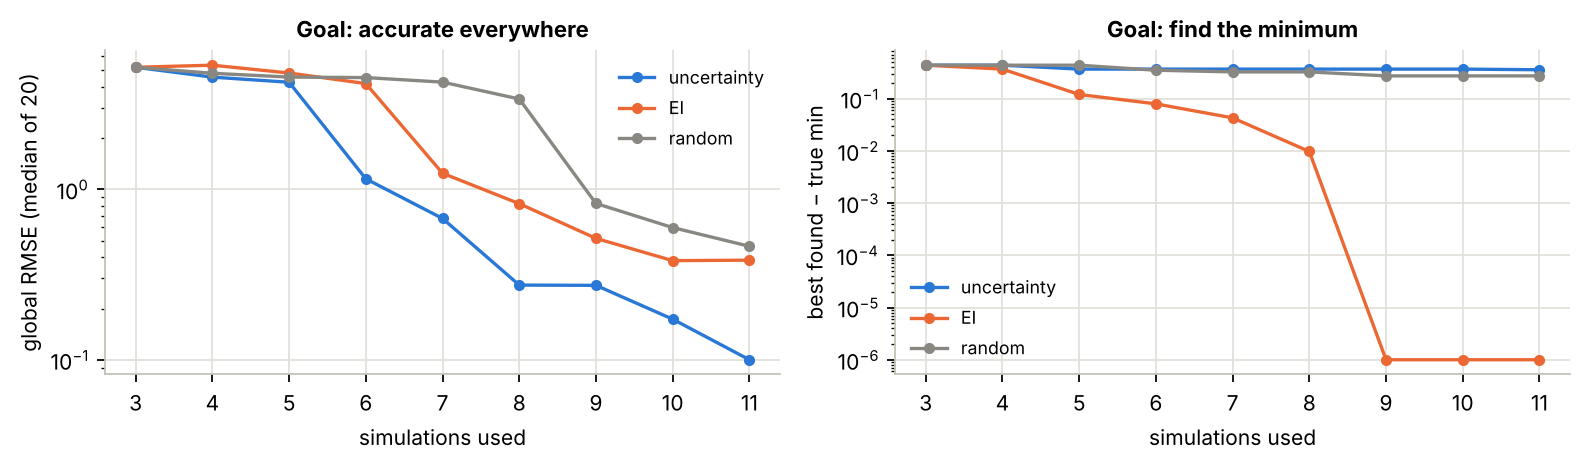 Goal: accurate everywhere
global RMSE (median of 20)
10⁰
10⁻¹
uncertainty
EI
random
3 4 5 6 7 8 9 10 11
simulations used
Goal: find the minimum
best found − true min
10⁻¹
10⁻²
10⁻³
10⁻⁴
10⁻⁵
10⁻⁶
uncertainty
EI
random
3 4 5 6 7 8 9 10 11
simulations used